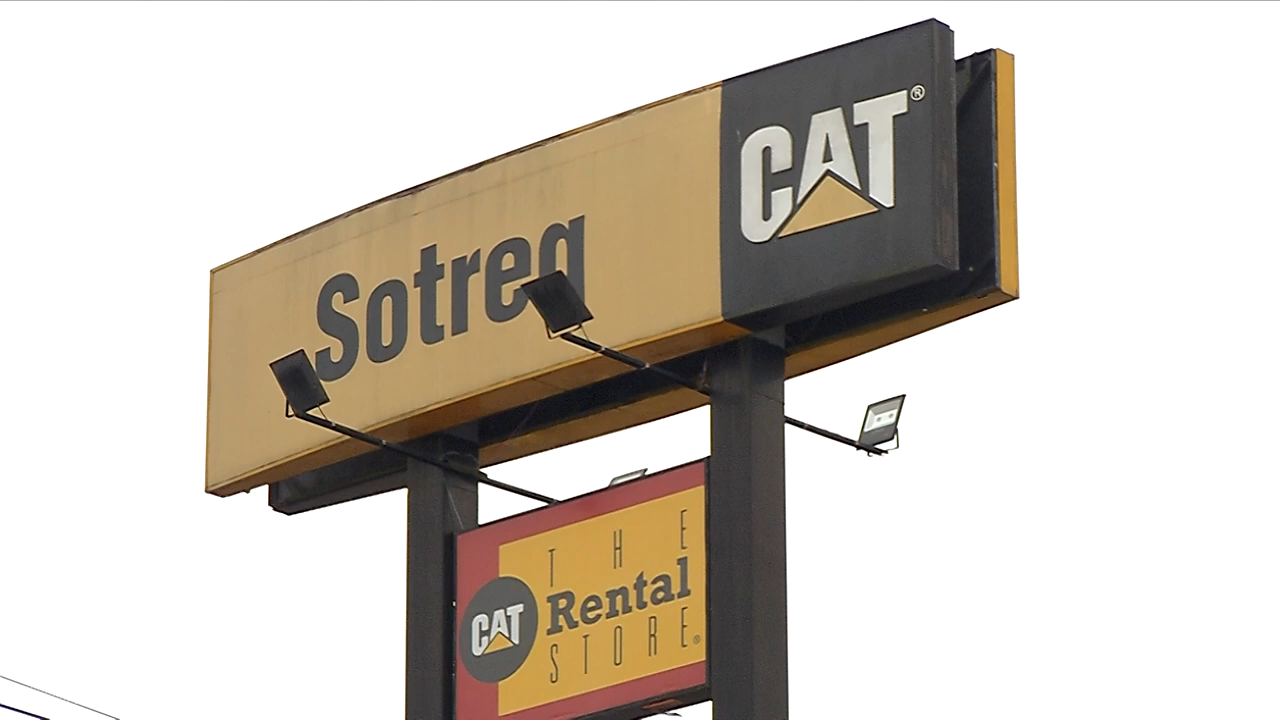 Sotreq
CAT®
THE
CAT Rental
STORE®